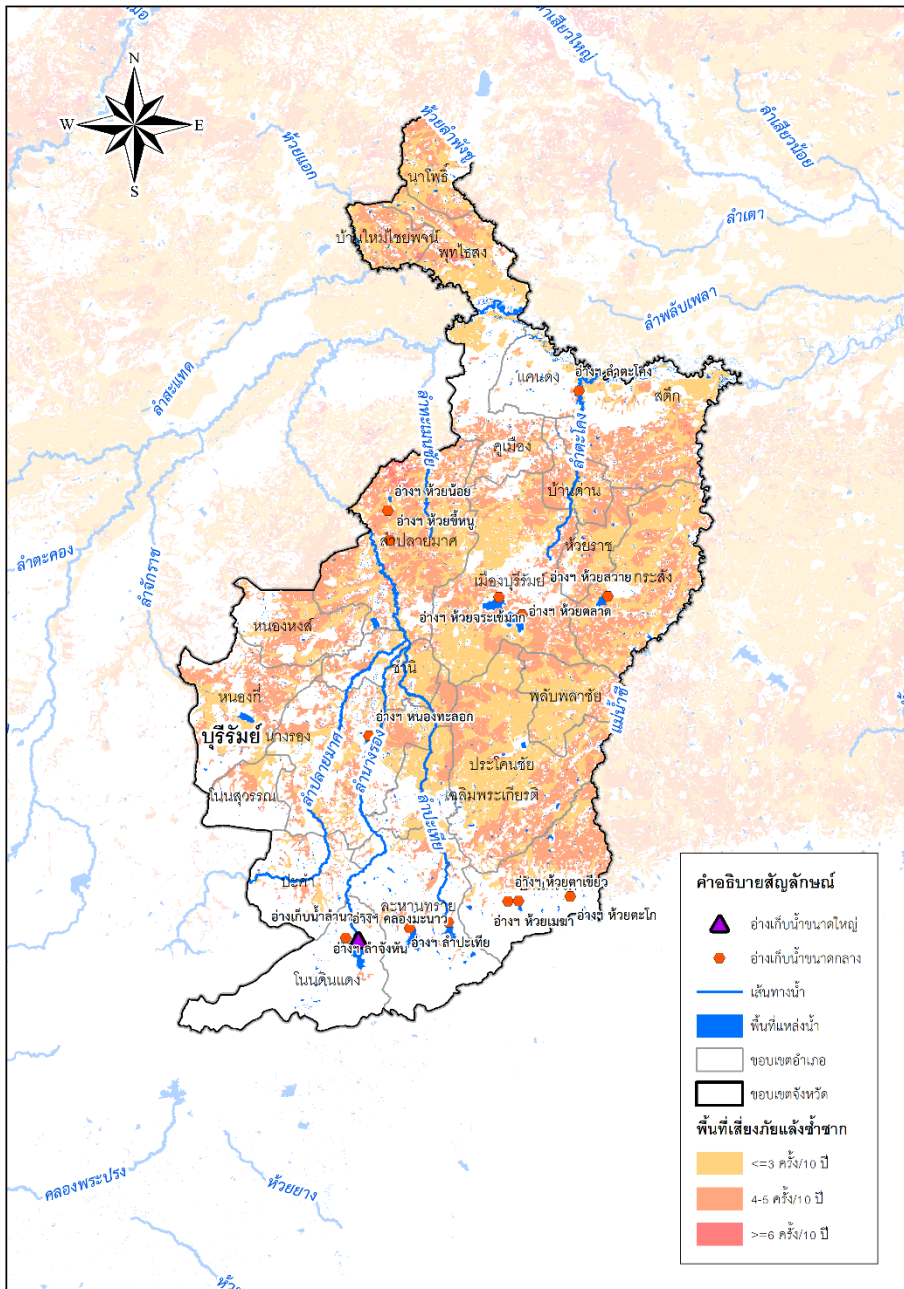 ลำเสียวใหญ่
N
W
E
S
ห้วยแอก
ห้วยลำพังชู
ลำเสียวน้อย
นาโพธิ์
ลำเตา
บ้านใหม่ไชยพจน์
พุทไธสง
ลำพลับเพลา
ลำสะแทด
แคนดง
อ่างฯ ลำตะโคง
สตึก
ลำตะโคง
คูเมือง
บ้านด่าน
อ่างฯ ห้วยน้อย
อ่างฯ ห้วยขี้หนู
ลำปลายมาศ
ห้วยราช
ลำตะคอง
ลำจักราช
เมืองบุรีรัมย์
อ่างฯ ห้วยสวาย
กระสัง
อ่างฯ ห้วยจระเข้มาก
อ่างฯ ห้วยตลาด
หนองหงส์
ชำนิ
หนองกี่
พลับพลาชัย
แม่น้ำชี
บุรีรัมย์
นางรอง
อ่างฯ หนองทะลอก
ลำปลายมาศ
ลำนางรอง
ประโคนชัย
โนนสุวรรณ
เฉลิมพระเกียรติ
ลำปะเทีย
ปะคำ
ละหานทราย
อ่างฯ ห้วยตาเขียว
อ่างฯ คลองมะนาว
อ่างฯ ห้วยเมฆา
อ่างฯ ห้วยตะโก
อ่างฯ ลำจังหัน
อ่างฯ ลำปะเทีย
โนนดินแดง
คลองพระปรง
ห้วยยาง
คำอธิบายสัญลักษณ์
อ่างเก็บน้ำขนาดใหญ่
อ่างเก็บน้ำขนาดกลาง
เส้นทางน้ำ
พื้นที่แหล่งน้ำ
ขอบเขตอำเภอ
ขอบเขตจังหวัด
พื้นที่เสี่ยงภัยแล้งซ้ำซาก
<=3 ครั้ง/10 ปี
4-5 ครั้ง/10 ปี
>=6 ครั้ง/10 ปี